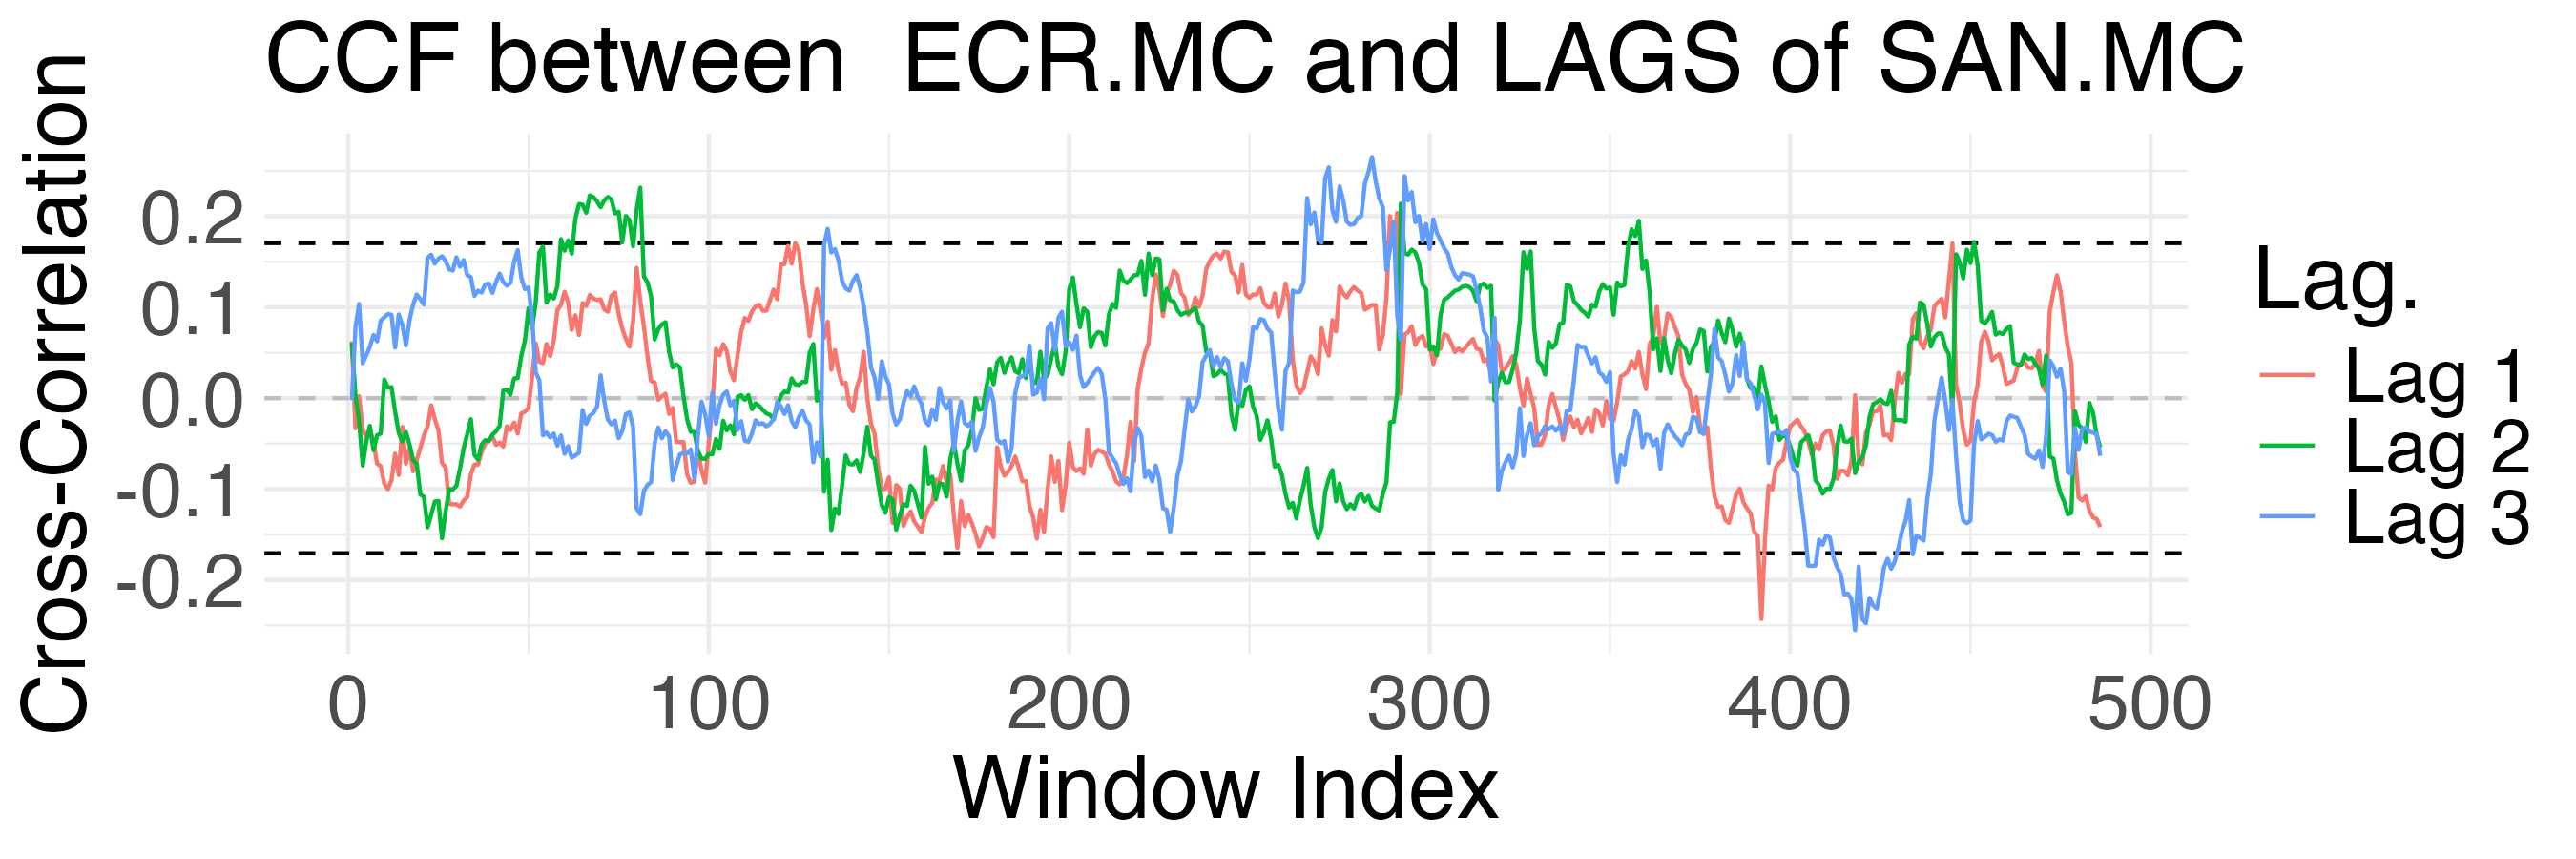 CCF between  ECR.MC and LAGS of SAN.MC
Cross-Correlation
0.2
0.1
0.0
-0.1
-0.2
0 100 200 300 400 500
Window Index
Lag.
Lag 1
Lag 2
Lag 3